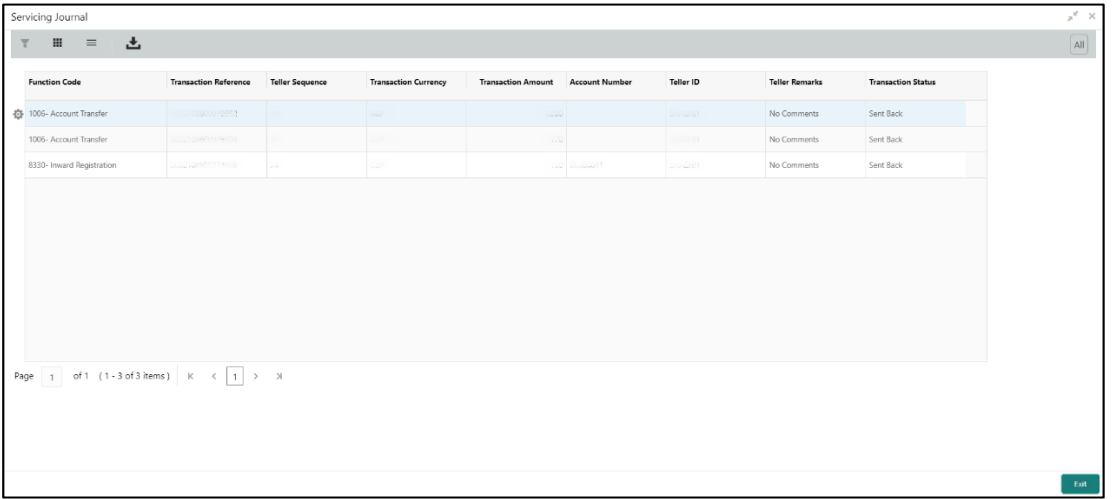 Servicing Journal
All
Function Code Transaction Reference Teller Sequence Transaction Currency Transaction Amount Account Number Teller ID Teller Remarks Transaction Status
1006- Account Transfer No Comments Sent Back
1006- Account Transfer No Comments Sent Back
8330- Inward Registration No Comments Sent Back
Page 1 of 1 ( 1 - 3 of 3 items ) 1
Exit